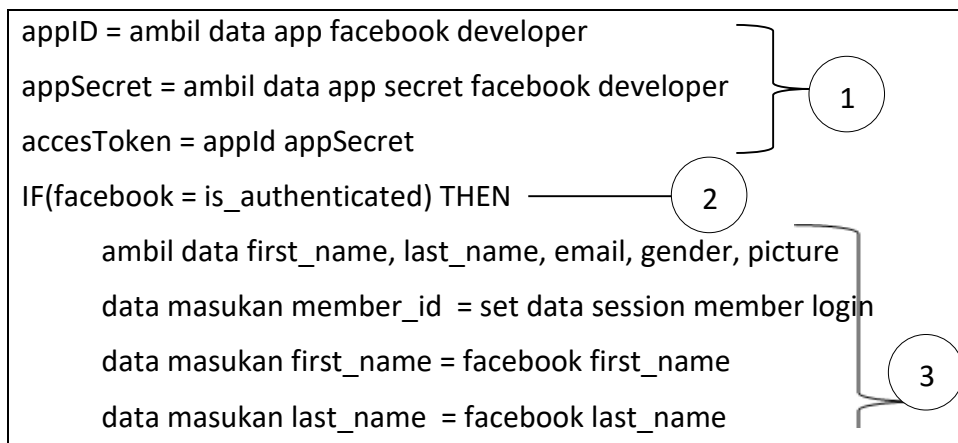 appID = ambil data app facebook developer
appSecret = ambil data app secret facebook developer
1
accesToken = appId appSecret
IF(facebook = is_authenticated) THEN
2
ambil data first_name, last_name, email, gender, picture
data masukan member_id = set data session member login
data masukan first_name = facebook first_name
3
data masukan last_name = facebook last_name